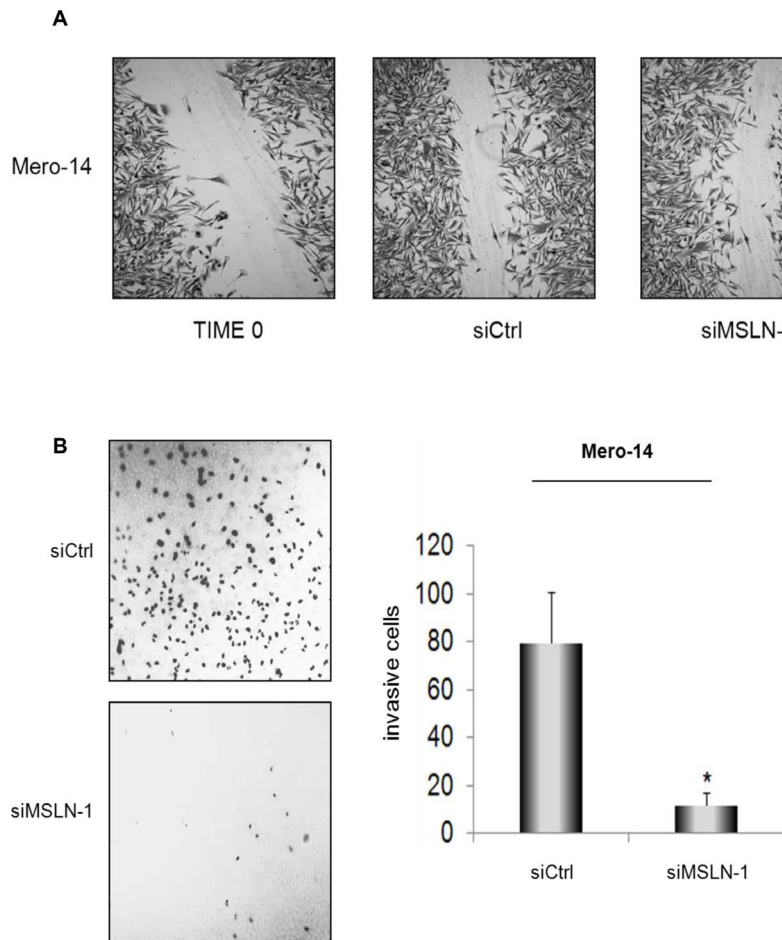 A
Mero-14
TIME 0
siCtrl
siMSLN-
B
siCtrl
siMSLN-1
Mero-14
invasive cells
120
100
80
60
40
20
0
*
siCtrl
siMSLN-1